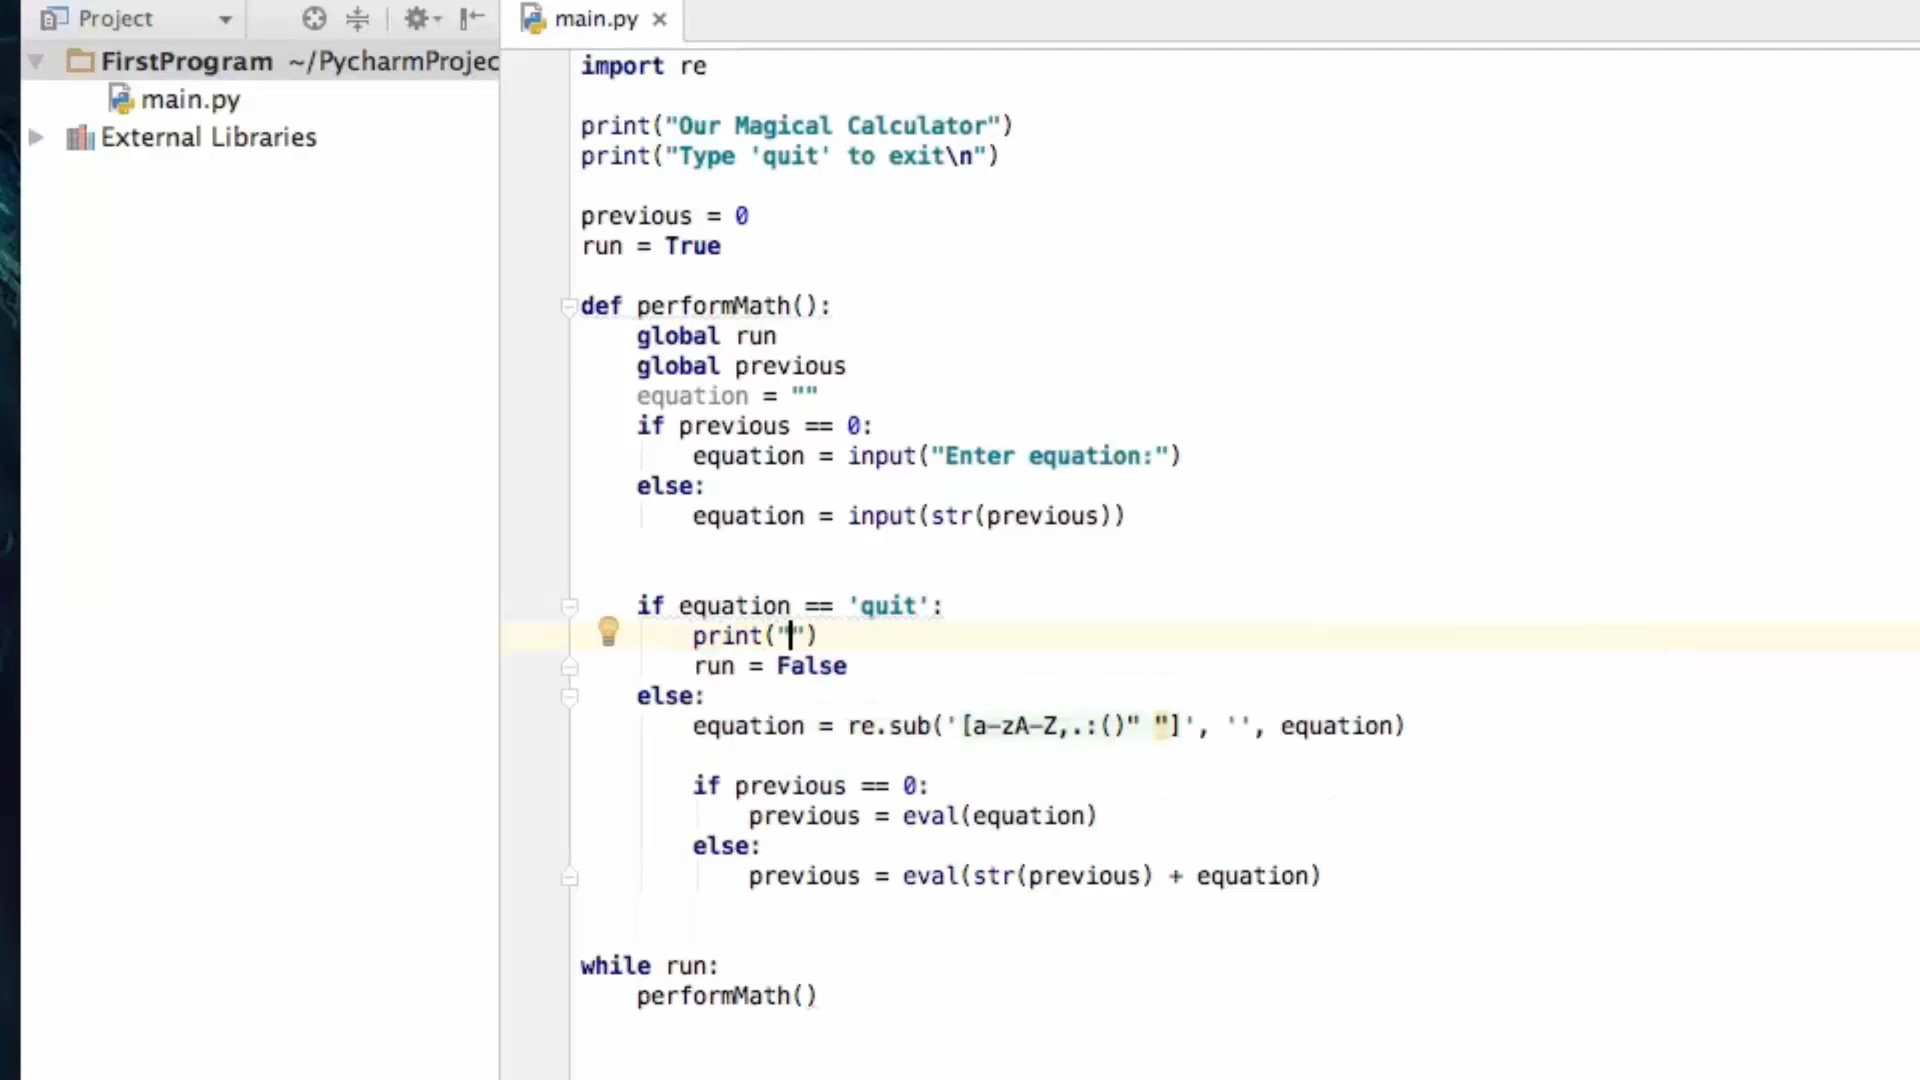 Project
main.py
FirstProgram ~/PycharmProjec
main.py
External Libraries
import re
print("Our Magical Calculator")
print("Type 'quit' to exit\n")
previous = 0
run = True
def performMath():
global run
global previous
equation = ""
if previous == 0:
equation = input("Enter equation:")
else:
equation = input(str(previous))
if equation == 'quit':
print("")
run = False
else:
equation = re.sub('[a-zA-Z,.:()" "]', '', equation)
if previous == 0:
previous = eval(equation)
else:
previous = eval(str(previous) + equation)
while run:
performMath()